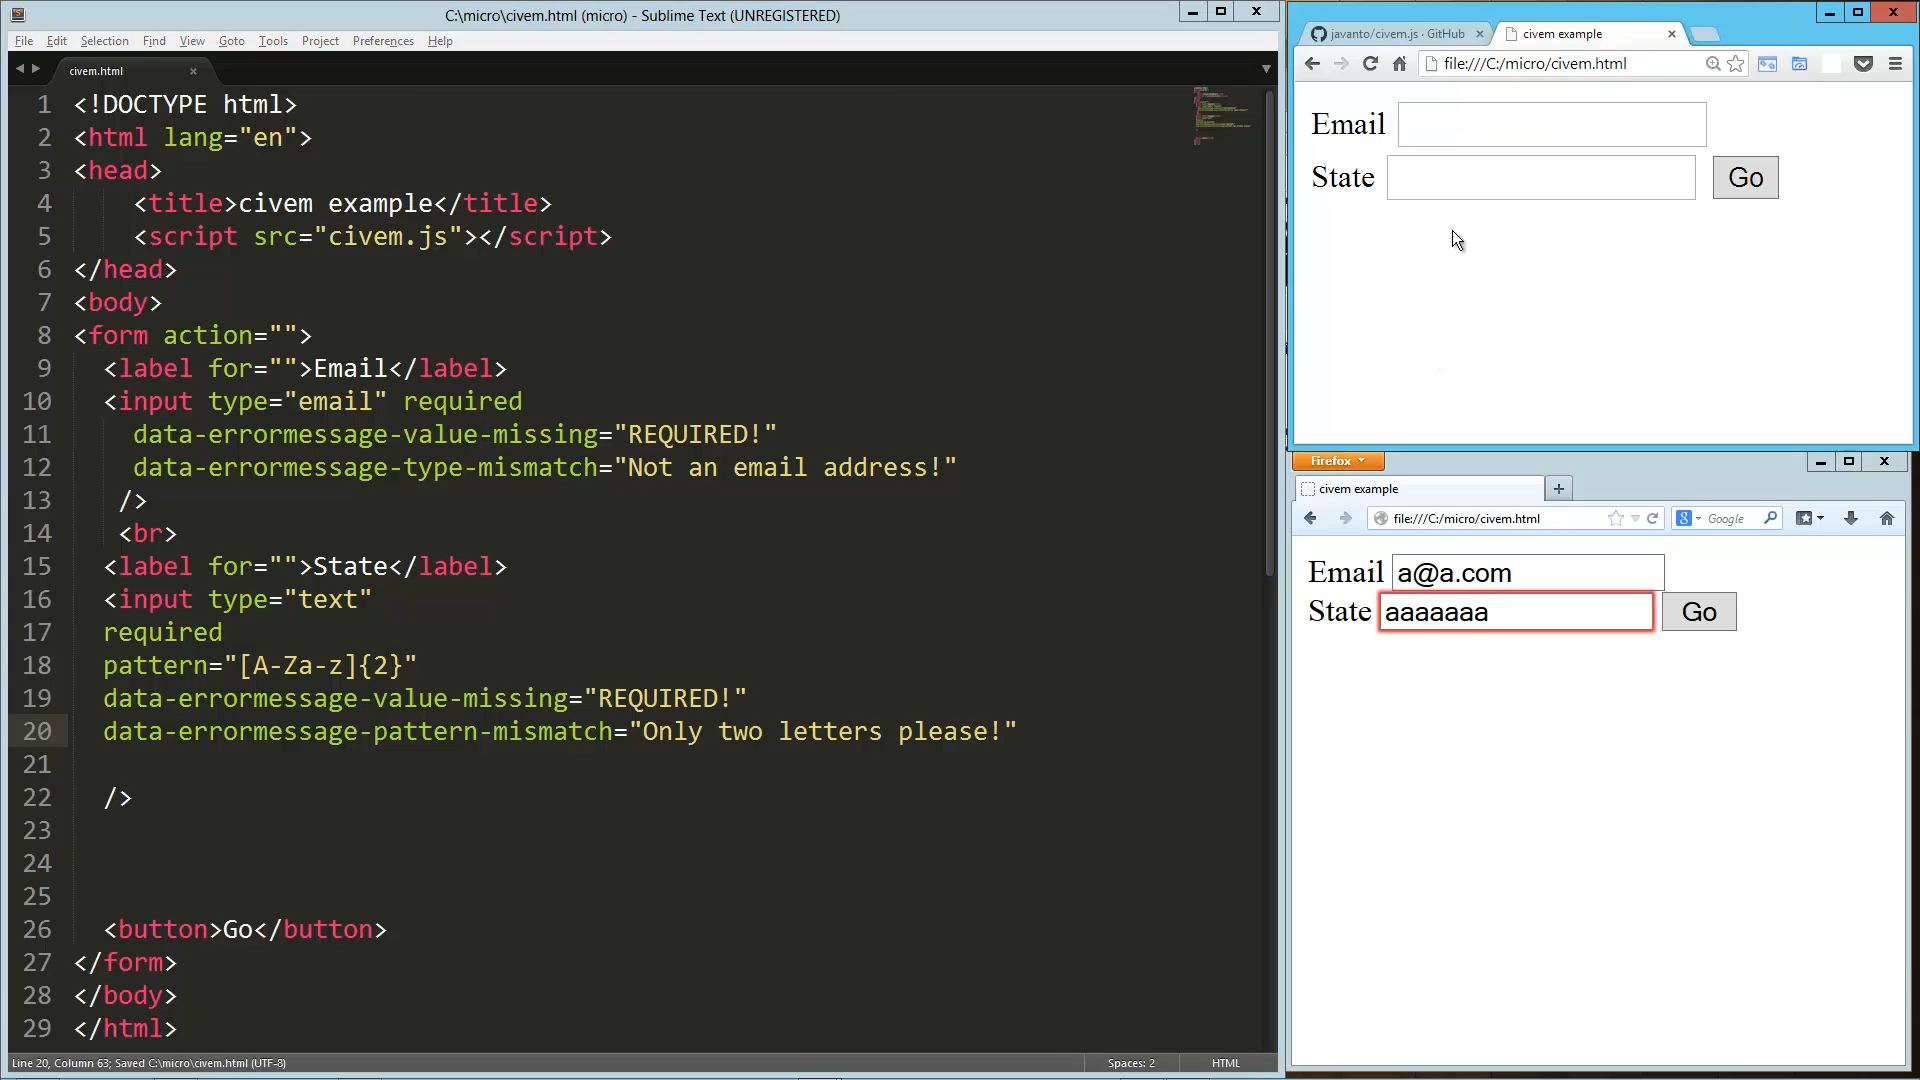 C:\micro\civem.html (micro) - Sublime Text (UNREGISTERED)
File Edit Selection Find View Goto Tools Project Preferences Help
civem.html
1 <!DOCTYPE html>
2 <html lang="en">
3 <head>
4 <title>civem example</title>
5 <script src="civem.js"></script>
6 </head>
7 <body>
8 <form action="">
9 <label for="">Email</label>
10 <input type="email" required
11 data-errormessage-value-missing="REQUIRED!"
12 data-errormessage-type-mismatch="Not an email address!"
13 />
14 <br>
15 <label for="">State</label>
16 <input type="text"
17 required
18 pattern="[A-Za-z]{2}"
19 data-errormessage-value-missing="REQUIRED!"
20 data-errormessage-pattern-mismatch="Only two letters please!"
21
22 />
23
24
25
26 <button>Go</button>
27 </form>
28 </body>
29 </html>
Line 20, Column 63; Saved C:\micro\civem.html (UTF-8)
Spaces: 2
HTML
javanto/civem.js · GitHub
civem example
file:///C:/micro/civem.html
Email
State
Go
Firefox
civem example
file:///C:/micro/civem.html
Google
Email a@a.com
State aaaaaaa Go